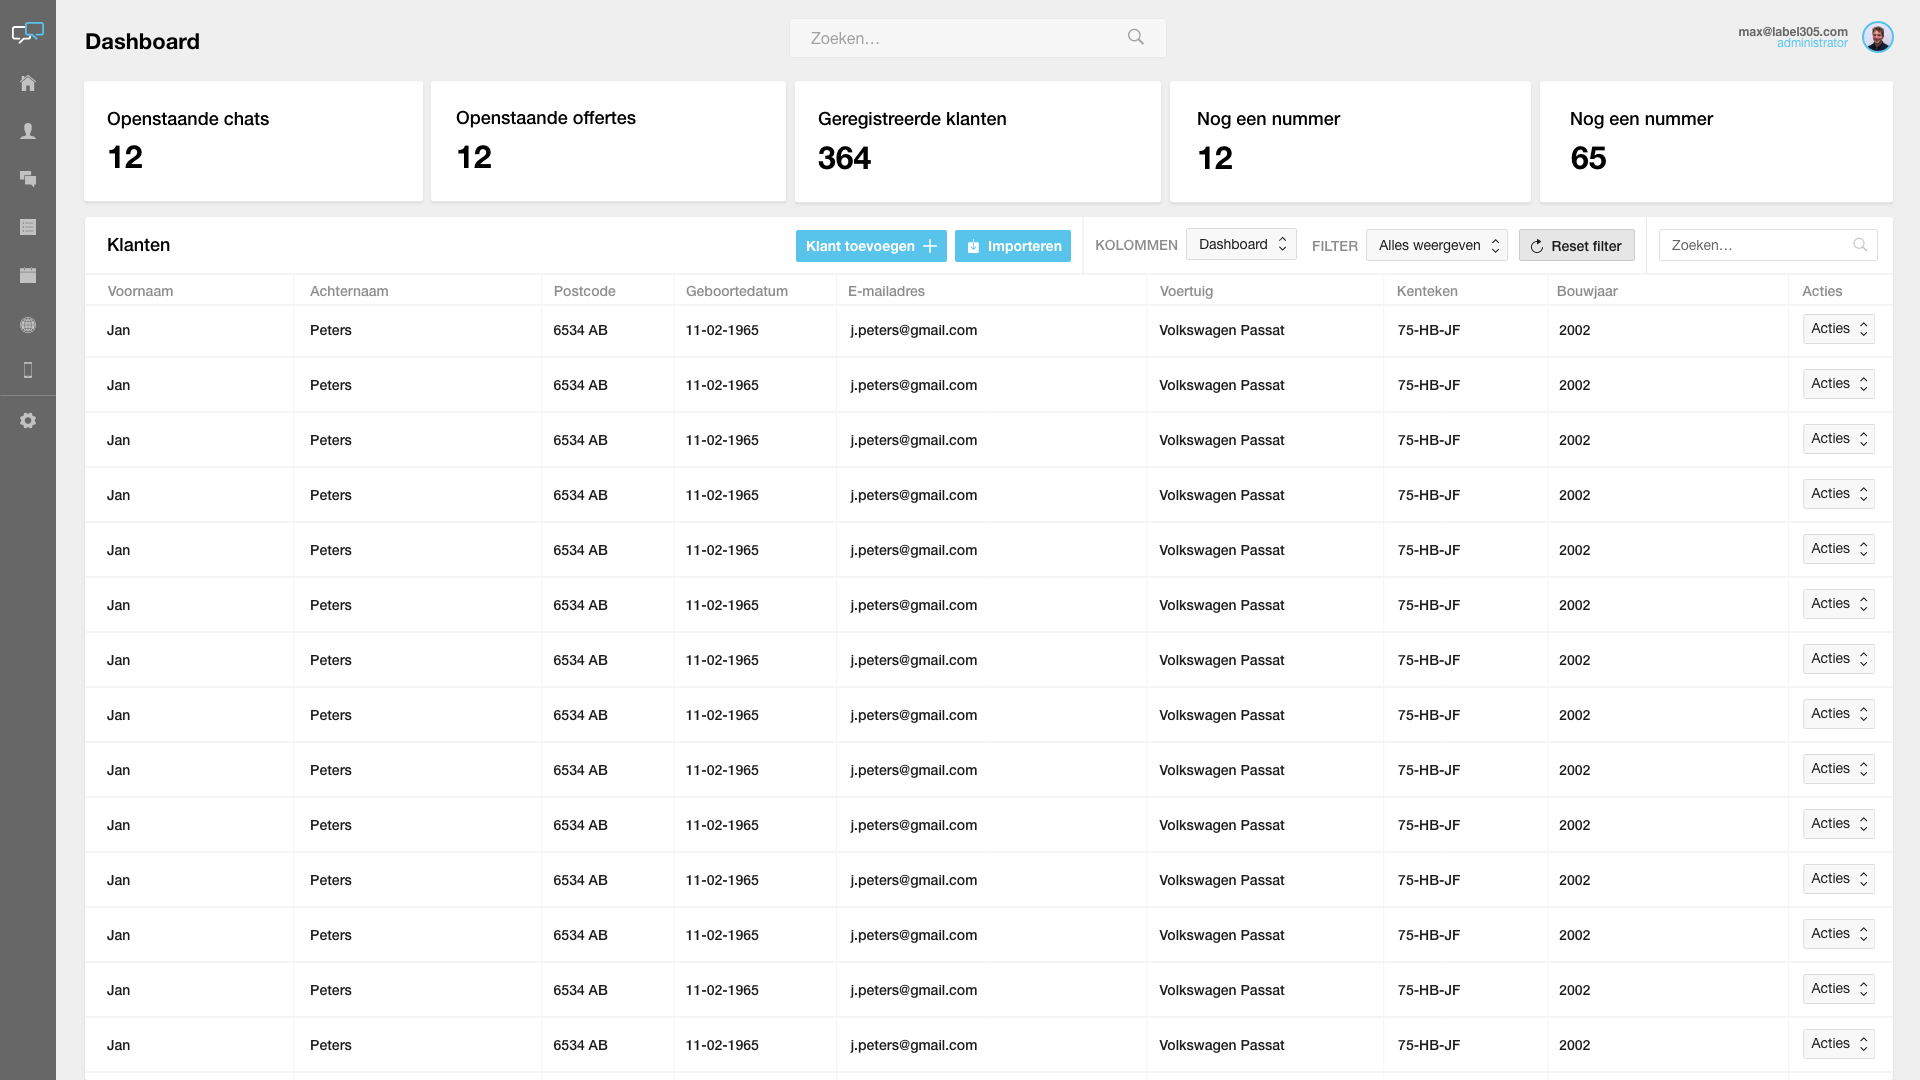 Dashboard
Zoeken...
max@label305.com
administrator
Openstaande chats
12
Openstaande offertes
12
Geregistreerde klanten
364
Nog een nummer
12
Nog een nummer
65
Klanten
Klant toevoegen
Importeren
KOLOMMEN
Dashboard
FILTER
Alles weergeven
Reset filter
Zoeken...
Voornaam Achternaam Postcode Geboortedatum E-mailadres Voertuig Kenteken Bouwjaar Acties
Jan Peters 6534 AB 11-02-1965 j.peters@gmail.com Volkswagen Passat 75-HB-JF 2002 Acties
Jan Peters 6534 AB 11-02-1965 j.peters@gmail.com Volkswagen Passat 75-HB-JF 2002 Acties
Jan Peters 6534 AB 11-02-1965 j.peters@gmail.com Volkswagen Passat 75-HB-JF 2002 Acties
Jan Peters 6534 AB 11-02-1965 j.peters@gmail.com Volkswagen Passat 75-HB-JF 2002 Acties
Jan Peters 6534 AB 11-02-1965 j.peters@gmail.com Volkswagen Passat 75-HB-JF 2002 Acties
Jan Peters 6534 AB 11-02-1965 j.peters@gmail.com Volkswagen Passat 75-HB-JF 2002 Acties
Jan Peters 6534 AB 11-02-1965 j.peters@gmail.com Volkswagen Passat 75-HB-JF 2002 Acties
Jan Peters 6534 AB 11-02-1965 j.peters@gmail.com Volkswagen Passat 75-HB-JF 2002 Acties
Jan Peters 6534 AB 11-02-1965 j.peters@gmail.com Volkswagen Passat 75-HB-JF 2002 Acties
Jan Peters 6534 AB 11-02-1965 j.peters@gmail.com Volkswagen Passat 75-HB-JF 2002 Acties
Jan Peters 6534 AB 11-02-1965 j.peters@gmail.com Volkswagen Passat 75-HB-JF 2002 Acties
Jan Peters 6534 AB 11-02-1965 j.peters@gmail.com Volkswagen Passat 75-HB-JF 2002 Acties
Jan Peters 6534 AB 11-02-1965 j.peters@gmail.com Volkswagen Passat 75-HB-JF 2002 Acties
Jan Peters 6534 AB 11-02-1965 j.peters@gmail.com Volkswagen Passat 75-HB-JF 2002 Acties